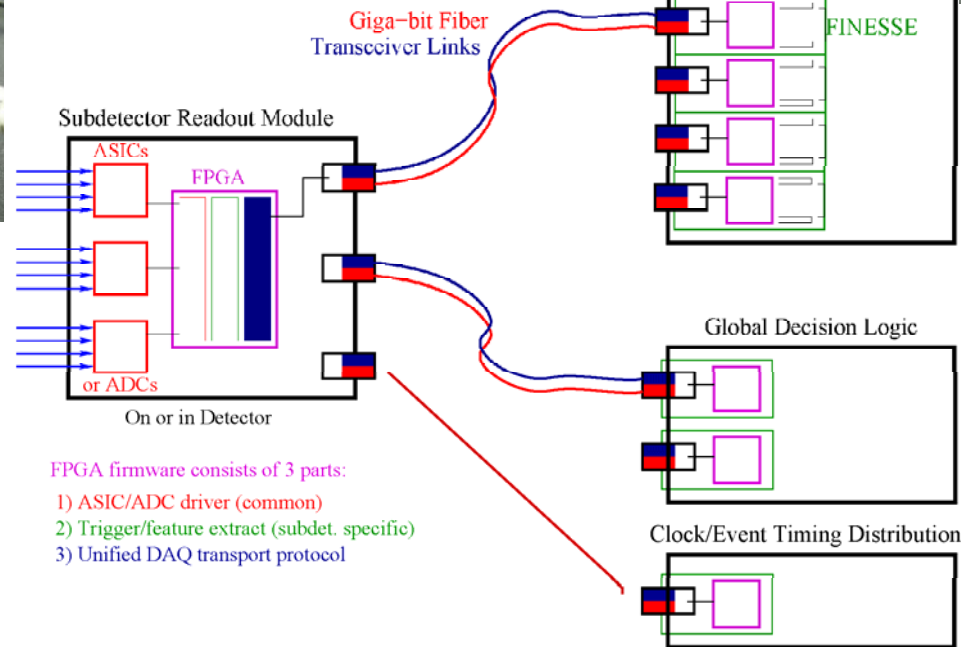 Giga-bit Fiber
Transceiver Links
FINESSE
Subdetector Readout Module
ASICs
FPGA
or ADCs
On or in Detector
Global Decision Logic
FPGA firmware consists of 3 parts:
1) ASIC/ADC driver (common)
2) Trigger/feature extract (subdet. specific)
3) Unified DAQ transport protocol
Clock/Event Timing Distribution